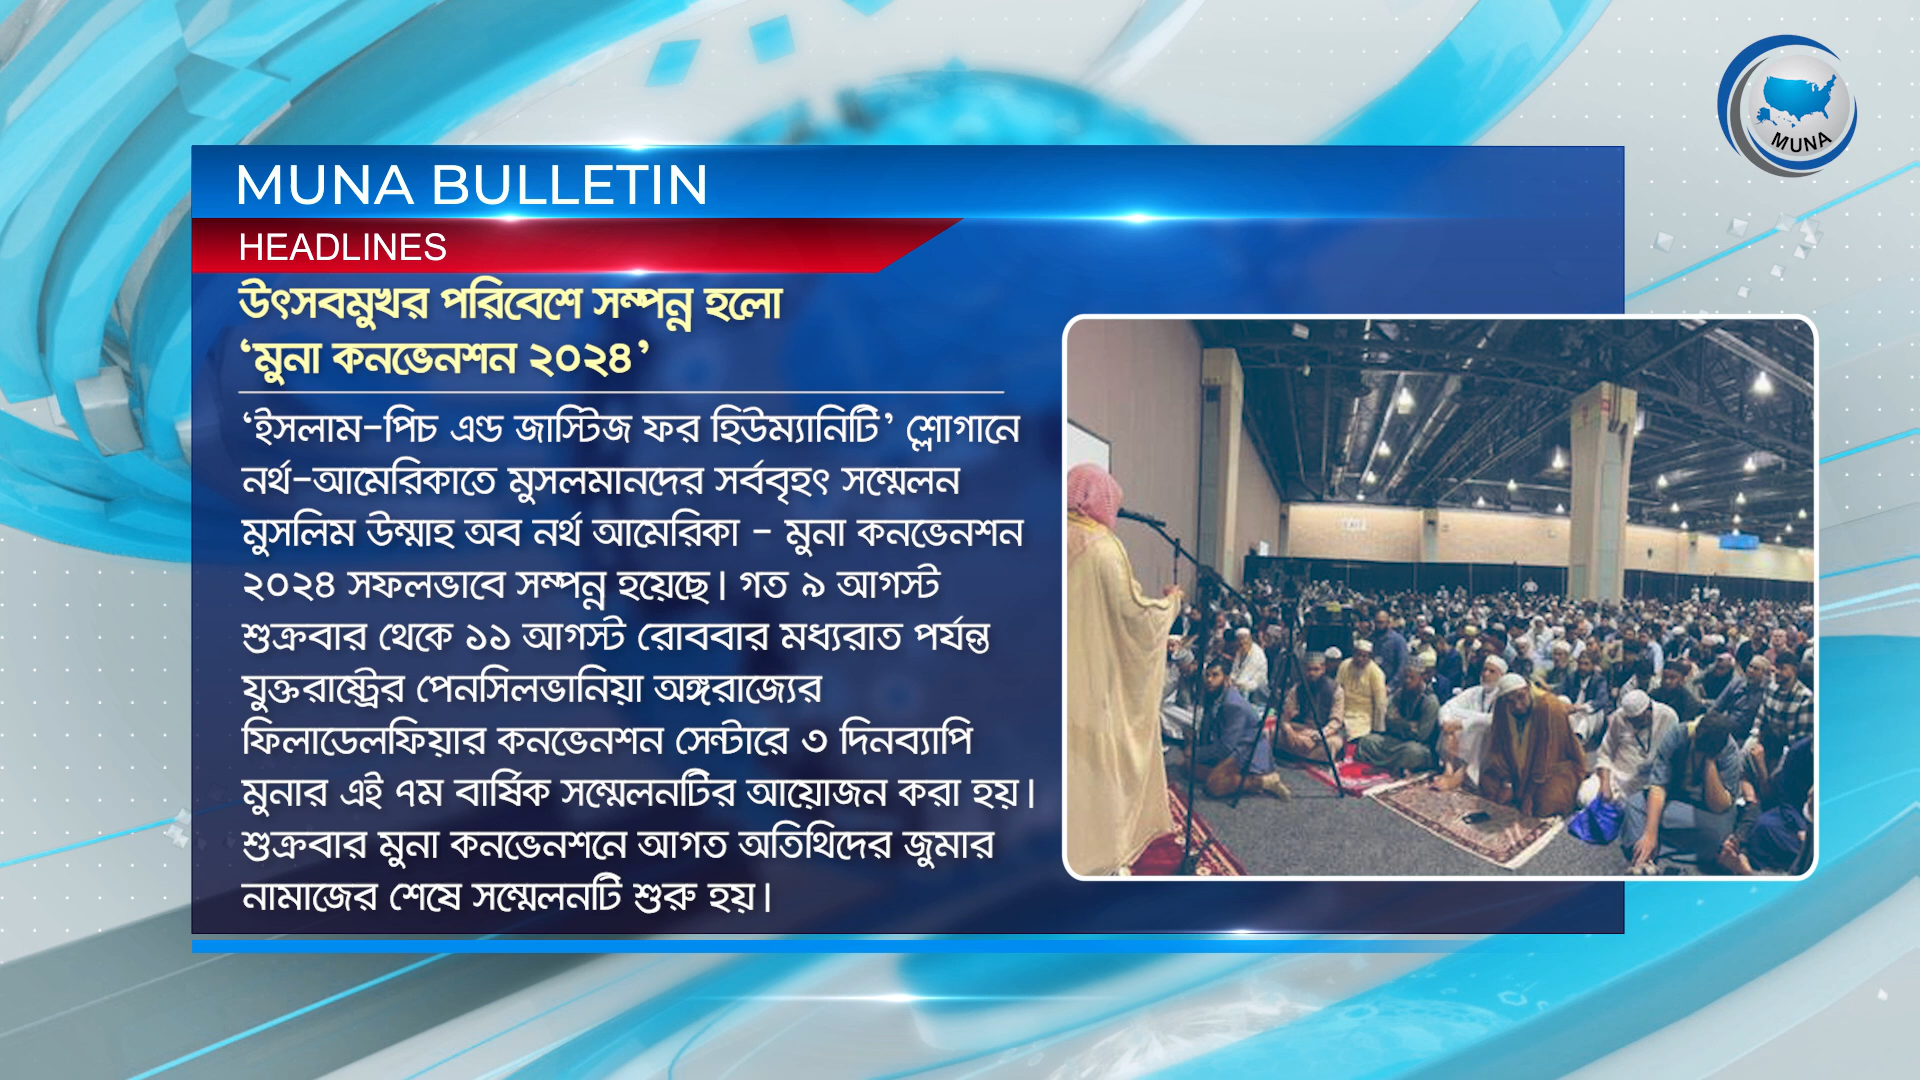 MUNA
MUNA BULLETIN
HEADLINES
উৎসবমুখর পরিবেশে সম্পন্ন হলো
‘মুনা কনভেনশন ২০২৪’
‘ইসলাম-পিচ এণ্ড জাস্টিজ ফর হিউম্যানিটি’ শ্লোগানে
নর্থ-আমেরিকাতে মুসলমানদের সর্ববৃহৎ সম্মেলন
মুসলিম উম্মাহ অব নর্থ আমেরিকা - মুনা কনভেনশন
২০২৪ সফলভাবে সম্পন্ন হয়েছে। গত ৯ আগস্ট
শুক্রবার থেকে ১১ আগস্ট রোববার মধ্যরাত পর্যন্ত
যুক্তরাষ্ট্রের পেনসিলভানিয়া অঙ্গরাজ্যের
ফিলাডেলফিয়ার কনভেনশন সেন্টারে ৩ দিনব্যাপি
মুনার এই ৭ম বার্ষিক সম্মেলনটির আয়োজন করা হয়।
শুক্রবার মুনা কনভেনশনে আগত অতিথিদের জুমার
নামাজের শেষে সম্মেলনটি শুরু হয়।
EXIT